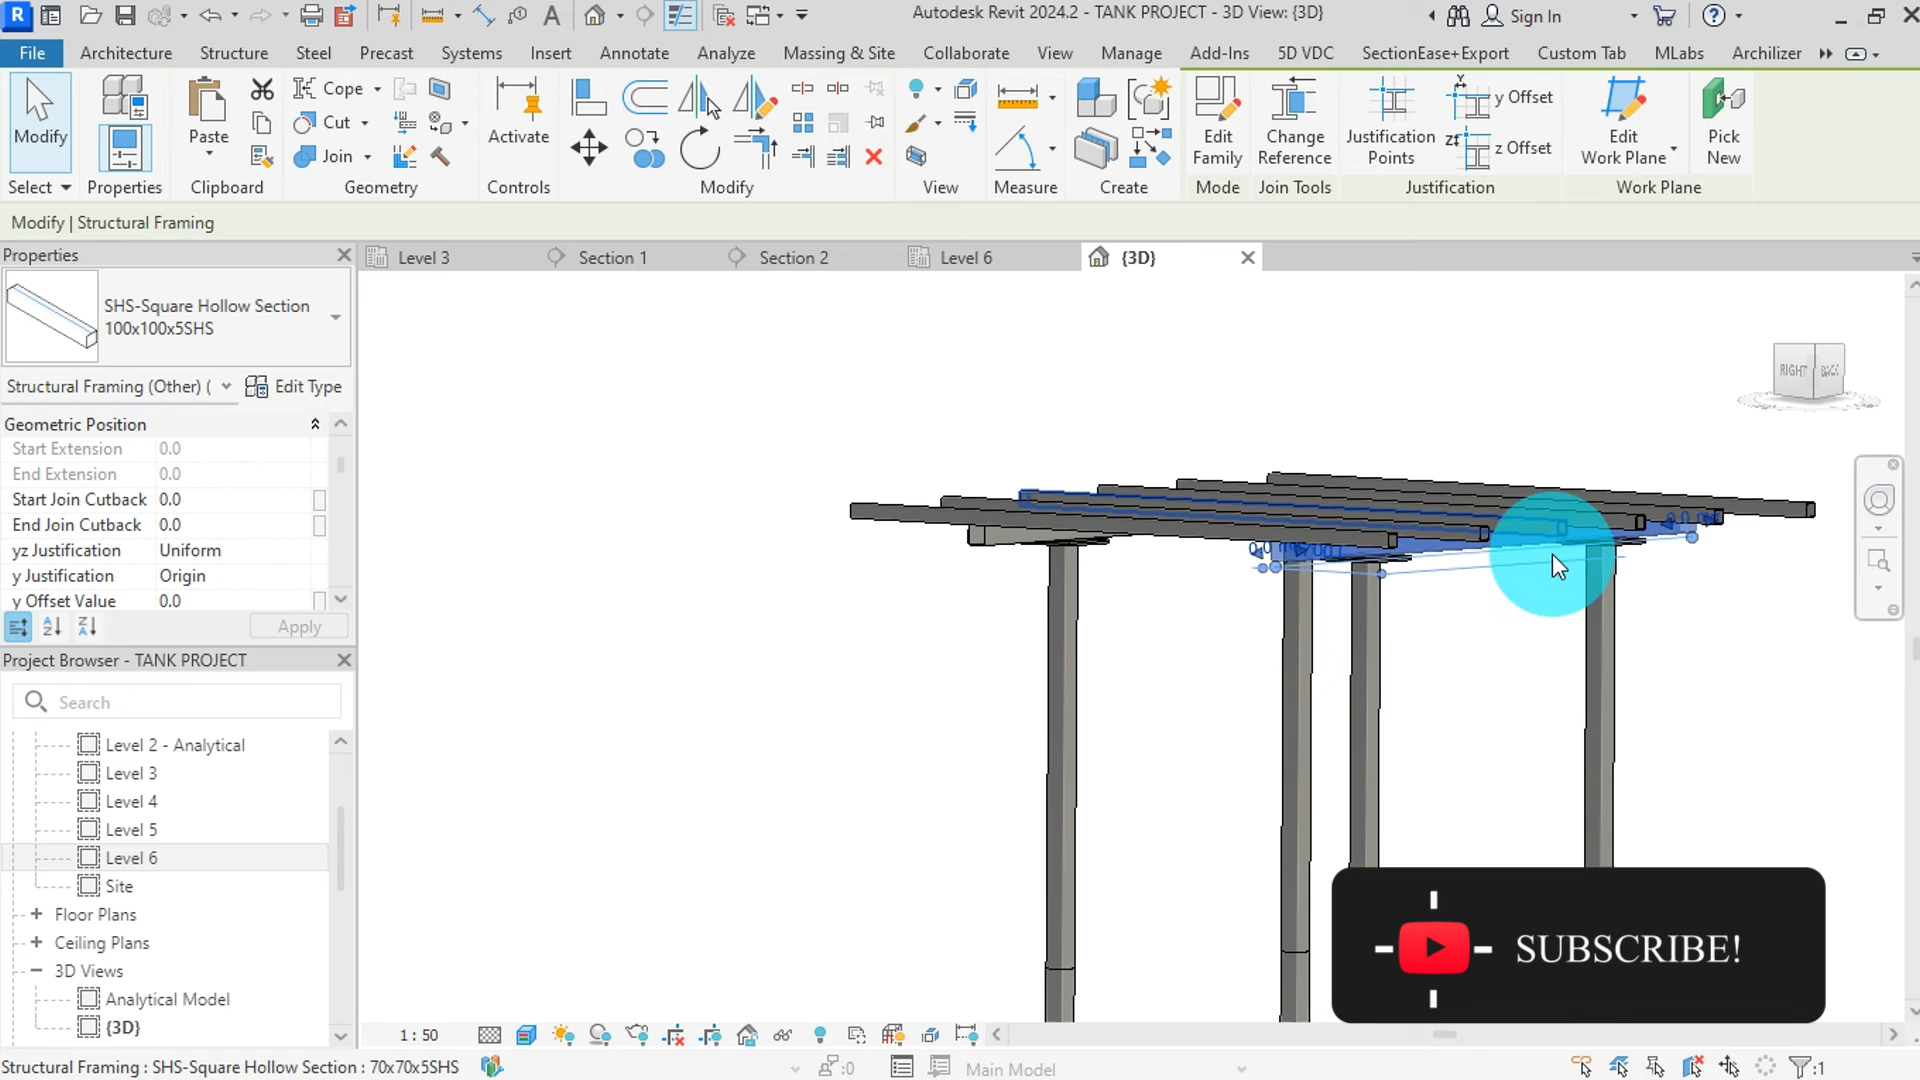 Autodesk Revit 2024.2 - TANK PROJECT - 3D View: {3D}
Sign In
File Architecture Structure Steel Precast Systems Insert Annotate Analyze Massing & Site Collaborate View Manage Add-Ins 5D VDC SectionEase+Export Custom Tab MLabs Archilizer
Modify
Paste
Cope
Cut
Join
Activate
Edit
Family
Change
Reference
Justification
Points
y Offset
z Offset
Edit
Work Plane
Pick
New
Select Properties Clipboard Geometry Controls Modify View Measure Create Mode Join Tools Justification Work Plane
Modify | Structural Framing
Properties
Level 3 Section 1 Section 2 Level 6 {3D}
SHS-Square Hollow Section
100x100x5SHS
Structural Framing (Other) (
Edit Type
Geometric Position
Start Extension 0.0
End Extension 0.0
Start Join Cutback 0.0
End Join Cutback 0.0
yz Justification Uniform
y Justification Origin
y Offset Value 0.0
Apply
Project Browser - TANK PROJECT
Search
Level 2 - Analytical
Level 3
Level 4
Level 5
Level 6
Site
Floor Plans
Ceiling Plans
3D Views
Analytical Model
{3D}
RIGHT BACK
SUBSCRIBE!
1 : 50
Structural Framing : SHS-Square Hollow Section : 70x70x5SHS
:0
Main Model
:1